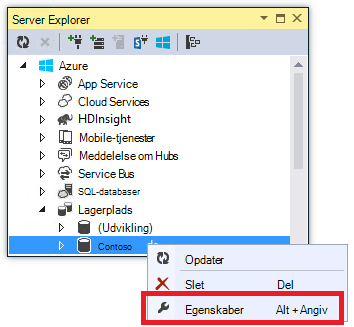 Server Explorer
Azure
App Service
Cloud Services
HDInsight
Mobile-tjenester
Meddelelse om Hubs
Service Bus
SQL-databaser
Lagerplads
(Udvikling)
Contoso
Opdater
Slet Del
Egenskaber Alt + Angiv